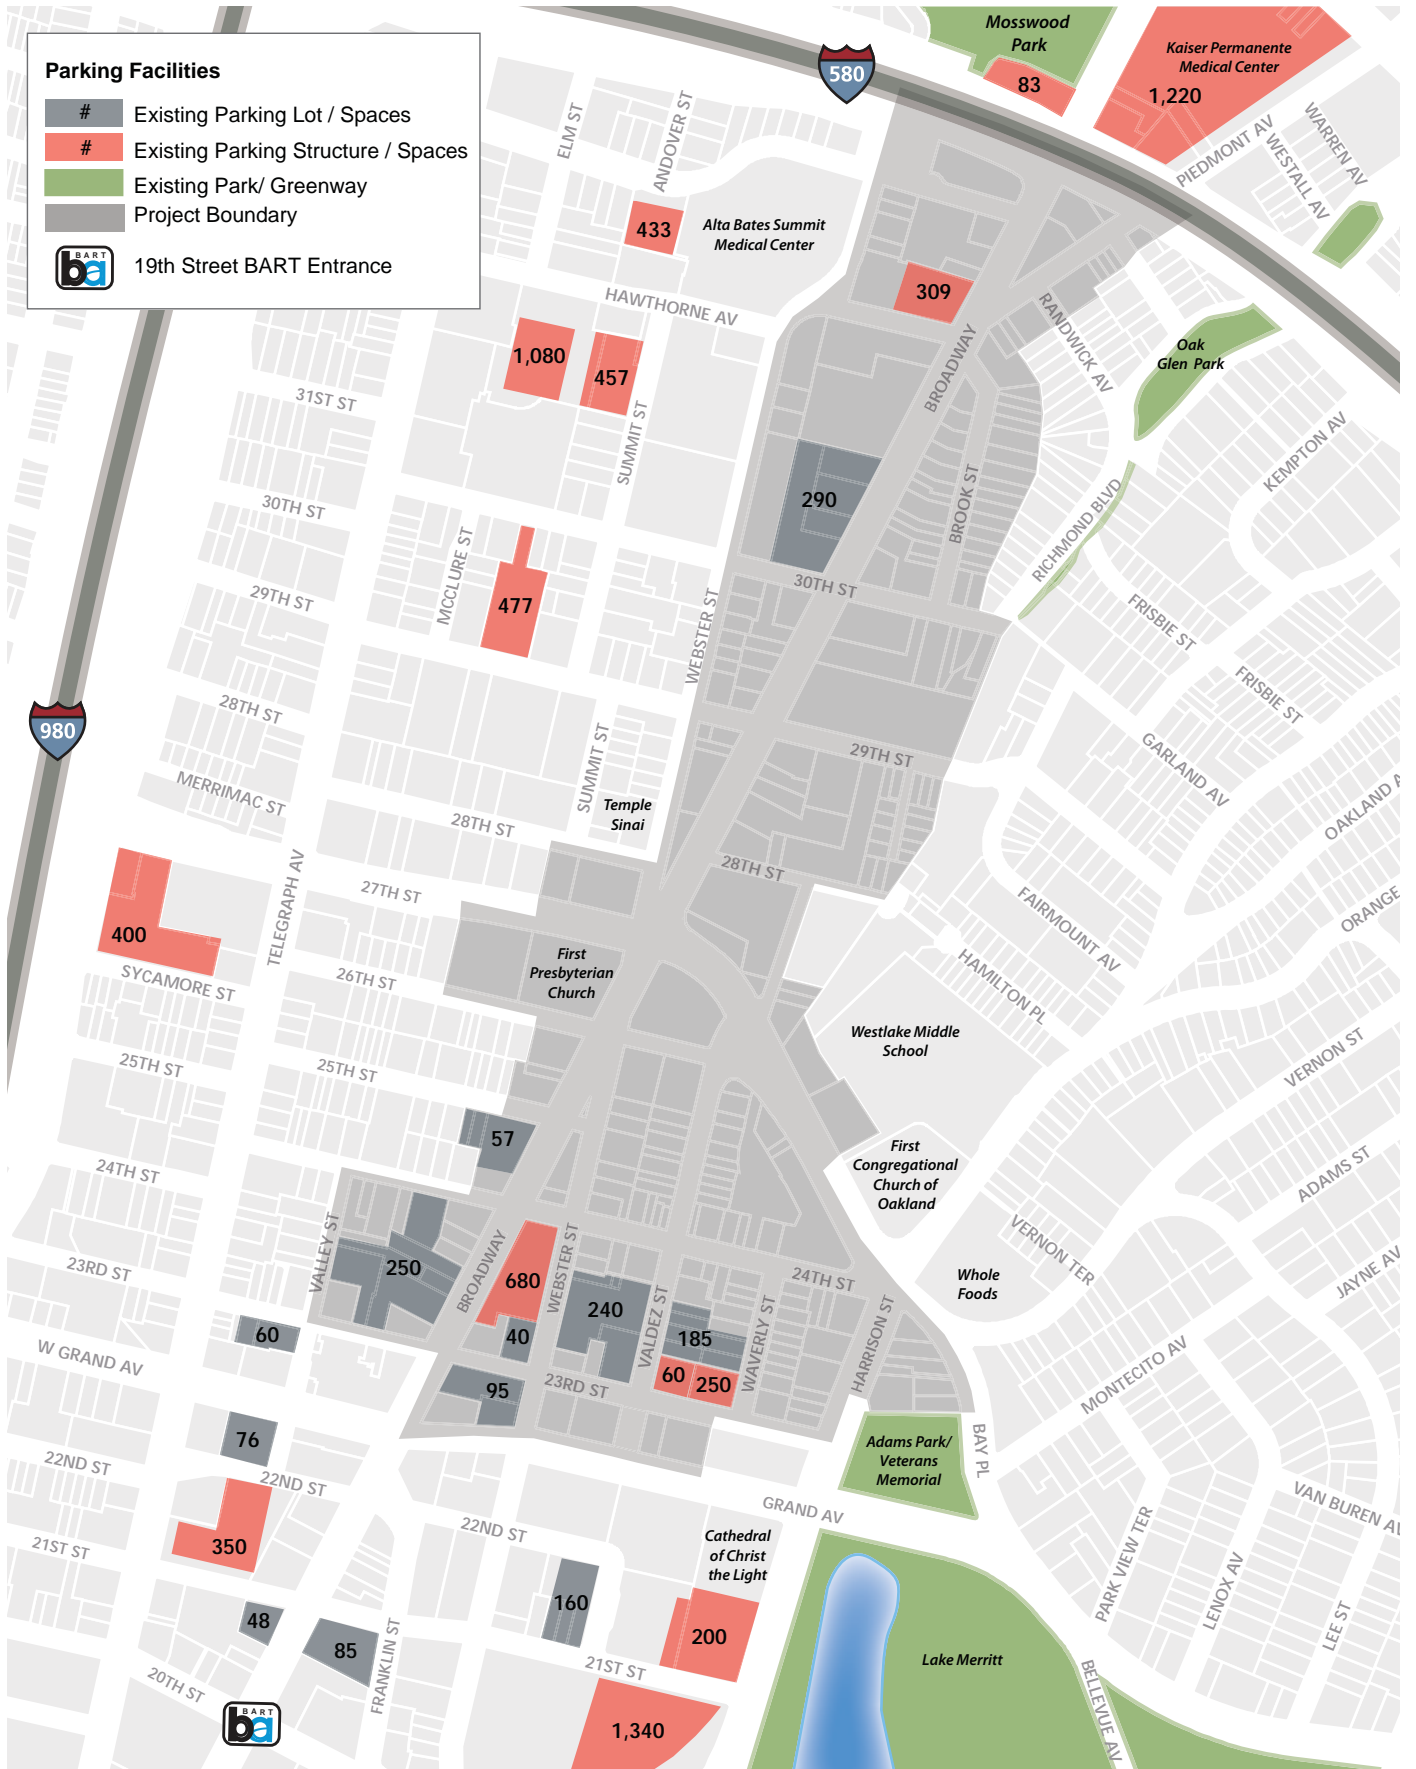 Parking Facilities
# Existing Parking Lot / Spaces
# Existing Parking Structure / Spaces
Existing Park/ Greenway
Project Boundary
BART
ba
19th Street BART Entrance
580
Mosswood
Park
83
Kaiser Permanente
Medical Center
1,220
PIEDMONT AV
WARREN AV
WESTALL AV
ELM ST
ANDOVER ST
433
Alta Bates Summit
Medical Center
HAWTHORNE AV
309
BROADWAY
RANDWICK AV
Oak
Glen Park
1,080
457
31ST ST
SUMMIT ST
KEMPTON AV
290
BROOK ST
RICHMOND BLVD
30TH ST
30TH ST
MCCLURE ST
477
29TH ST
WEBSTER ST
FRISBIE ST
FRISBIE ST
28TH ST
980
29TH ST
GARLAND AV
OAKLAND A
MERRIMAC ST
SUMMIT ST
Temple
Sinai
28TH ST
28TH ST
TELEGRAPH AV
27TH ST
400
FAIRMOUNT AV
ORANGE
SYCAMORE ST
26TH ST
First
Presbyterian
Church
HAMILTON PL
Westlake Middle
School
25TH ST
25TH ST
VERNON ST
57
First
Congregational
Church of
Oakland
24TH ST
ADAMS ST
VALLEY ST
250
BROADWAY
680
WEBSTER ST
24TH ST
VERNON TER
Whole
Foods
JAYNE AV
23RD ST
60
40
240
VALDEZ ST
185
WAVERLY ST
HARRISON ST
W GRAND AV
95
23RD ST
60
250
MONTECITO AV
76
Adams Park/
Veterans
Memorial
BAY PL
22ND ST
22ND ST
GRAND AV
VAN BUREN AV
350
22ND ST
Cathedral
of Christ
the Light
21ST ST
PARK VIEW TER
LENOX AV
LEE ST
48
85
FRANKLIN ST
160
200
Lake Merritt
20TH ST
21ST ST
BELLEVUE AV
BART
ba
1,340